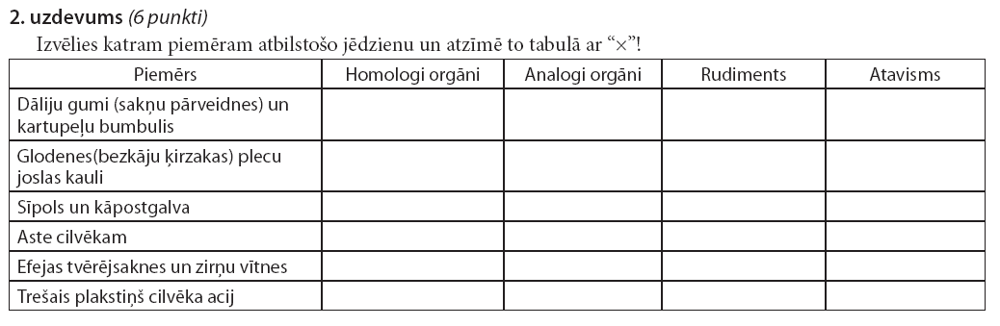 2. uzdevums (6 punkti)
Izvēlies katram piemēram atbilstošo jēdzienu un atzīmē to tabulā ar “×”!
Piemērs Homologi orgāni Analogi orgāni Rudiments Atavisms
Dāliju gumi (sakņu pārveidnes) un
kartupeļu bumbulis
Glodenes(bezkāju ķirzakas) plecu
joslas kauli
Sīpols un kāpostgalva
Aste cilvēkam
Efejas tvērējsaknes un zirņu vītnes
Trešais plakstiņš cilvēka acij